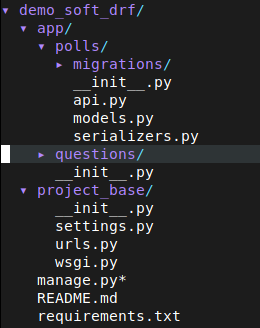 ▾ demo_soft_drf/
▾ app/
▾ polls/
▸ migrations/
__init__.py
api.py
models.py
serializers.py
▸ questions/
__init__.py
▾ project_base/
__init__.py
settings.py
urls.py
wsgi.py
manage.py*
README.md
requirements.txt